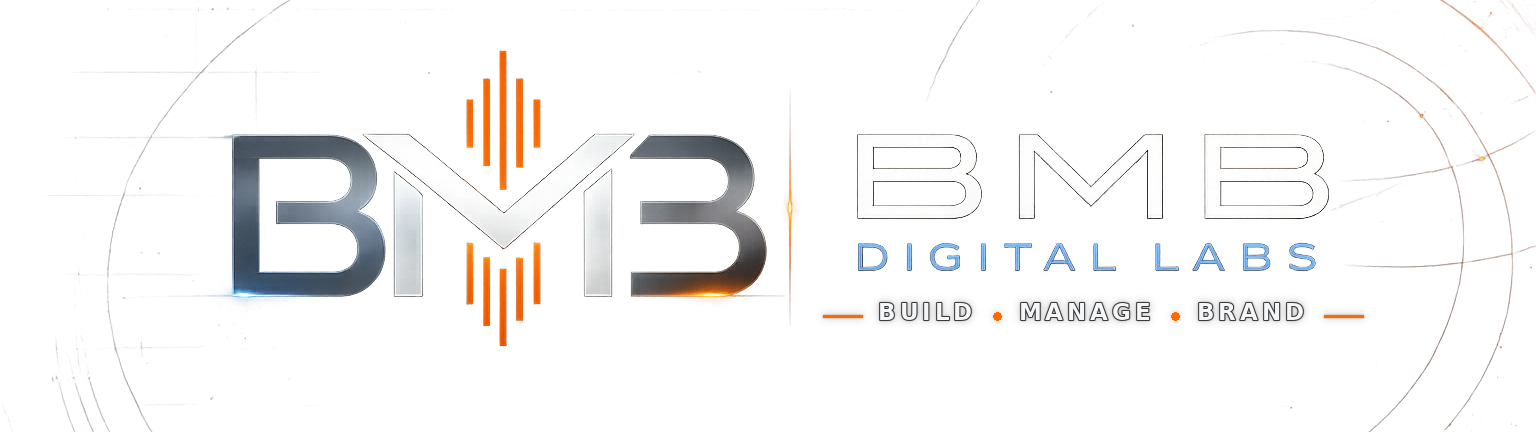 BMB
BMB
DIGITAL LABS
BUILD • MANAGE • BRAND